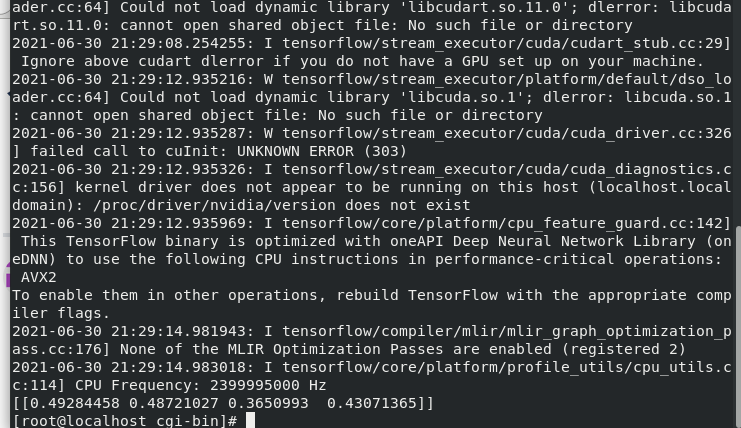 ader.cc:64] Could not load dynamic library 'libcudart.so.11.0'; dlerror: libcuda
rt.so.11.0: cannot open shared object file: No such file or directory
2021-06-30 21:29:08.254255: I tensorflow/stream_executor/cuda/cudart_stub.cc:29]
 Ignore above cudart dlerror if you do not have a GPU set up on your machine.
2021-06-30 21:29:12.935216: W tensorflow/stream_executor/platform/default/dso_lo
ader.cc:64] Could not load dynamic library 'libcuda.so.1'; dlerror: libcuda.so.1
: cannot open shared object file: No such file or directory
2021-06-30 21:29:12.935287: W tensorflow/stream_executor/cuda/cuda_driver.cc:326
] failed call to cuInit: UNKNOWN ERROR (303)
2021-06-30 21:29:12.935326: I tensorflow/stream_executor/cuda/cuda_diagnostics.c
c:156] kernel driver does not appear to be running on this host (localhost.local
domain): /proc/driver/nvidia/version does not exist
2021-06-30 21:29:12.935969: I tensorflow/core/platform/cpu_feature_guard.cc:142]
 This TensorFlow binary is optimized with oneAPI Deep Neural Network Library (on
eDNN) to use the following CPU instructions in performance-critical operations:
 AVX2
To enable them in other operations, rebuild TensorFlow with the appropriate comp
iler flags.
2021-06-30 21:29:14.981943: I tensorflow/compiler/mlir/mlir_graph_optimization_p
ass.cc:176] None of the MLIR Optimization Passes are enabled (registered 2)
2021-06-30 21:29:14.983018: I tensorflow/core/platform/profile_utils/cpu_utils.c
c:114] CPU Frequency: 2399995000 Hz
[[0.49284458 0.48721027 0.3650993  0.43071365]]
[root@localhost cgi-bin]#